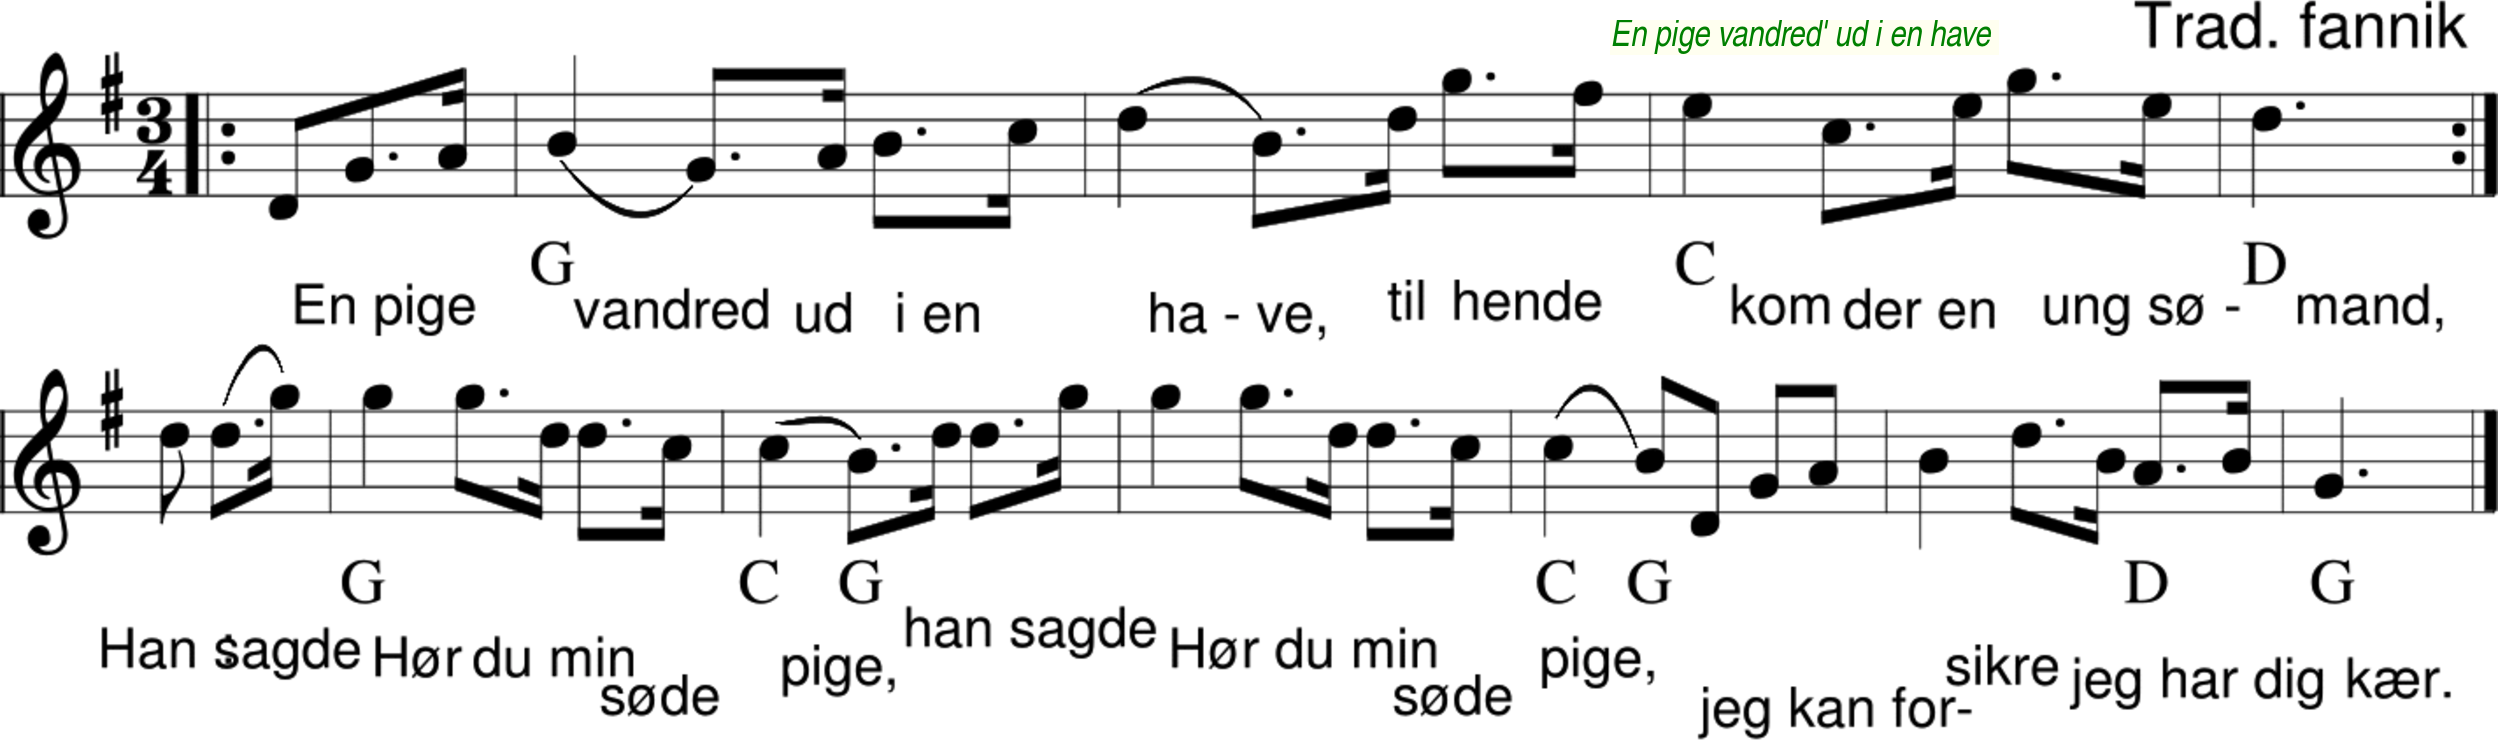 En pige vandred' ud i en have
Trad. fannik
3
4
G C D
En pige vandred ud i en ha - ve, til hende kom der en ung sø - mand,
G C G C G D G
Han sagde Hør du min søde pige, han sagde Hør du min søde pige, jeg kan for- sikre jeg har dig kær.